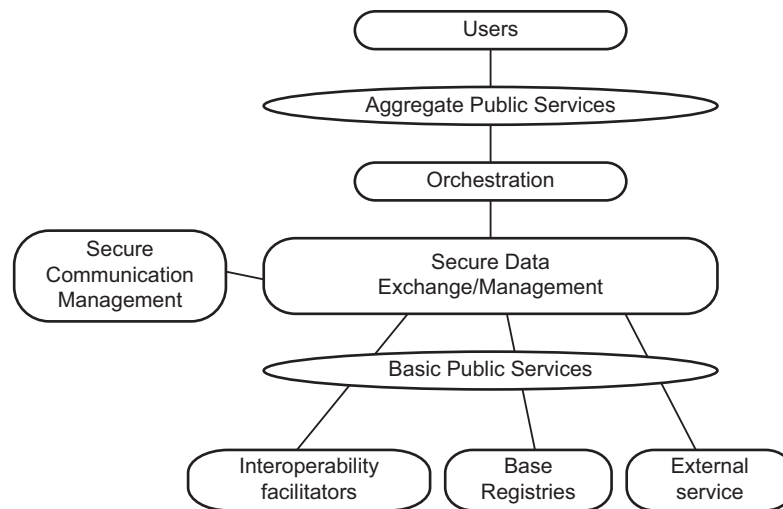 Users
Aggregate Public Services
Orchestration
Secure
Communication
Management
Secure Data
Exchange/Management
Basic Public Services
Interoperability
facilitators
Base
Registries
External
service